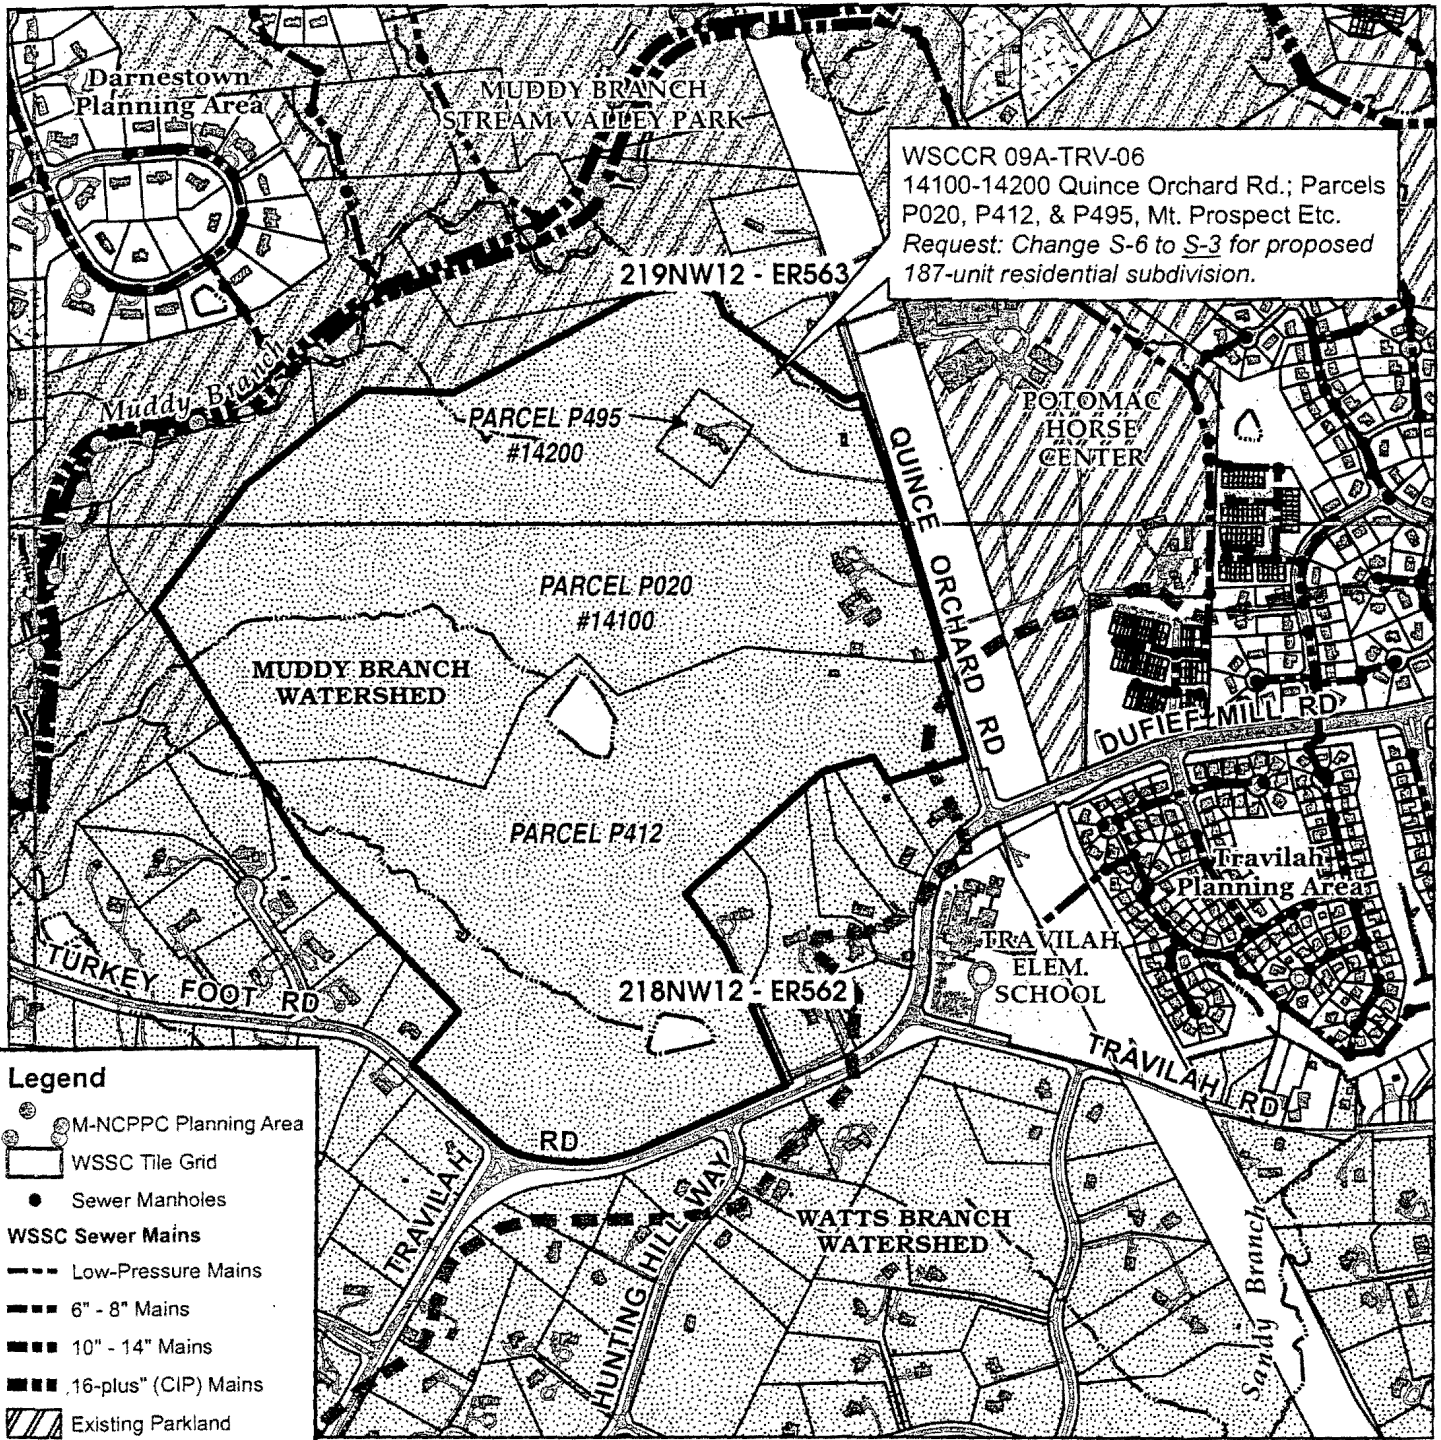 Darnestown
Planning Area
MUDDY BRANCH
STREAM VALLEY PARK
WSCCR 09A-TRV-06
14100-14200 Quince Orchard Rd.; Parcels
P020, P412, & P495, Mt. Prospect Etc.
Request: Change S-6 to S-3 for proposed
187-unit residential subdivision.
219NW12 - ER563
Muddy Branch
PARCEL P495
#14200
POTOMAC
HORSE
CENTER
QUINCE ORCHARD RD
PARCEL P020
#14100
MUDDY BRANCH
WATERSHED
DUFIEF MILL RD
PARCEL P412
Travilah
Planning Area
TRAVILAH
ELEM.
SCHOOL
TURKEY FOOT RD
218NW12 - ER562
TRAVILAH RD
TRAVILAH RD
HUNTING HILL WAY
WATTS BRANCH
WATERSHED
Sandy Branch
Legend
M-NCPPC Planning Area
WSSC Tile Grid
Sewer Manholes
WSSC Sewer Mains
Low-Pressure Mains
6" - 8" Mains
10" - 14" Mains
16-plus" (CIP) Mains
Existing Parkland